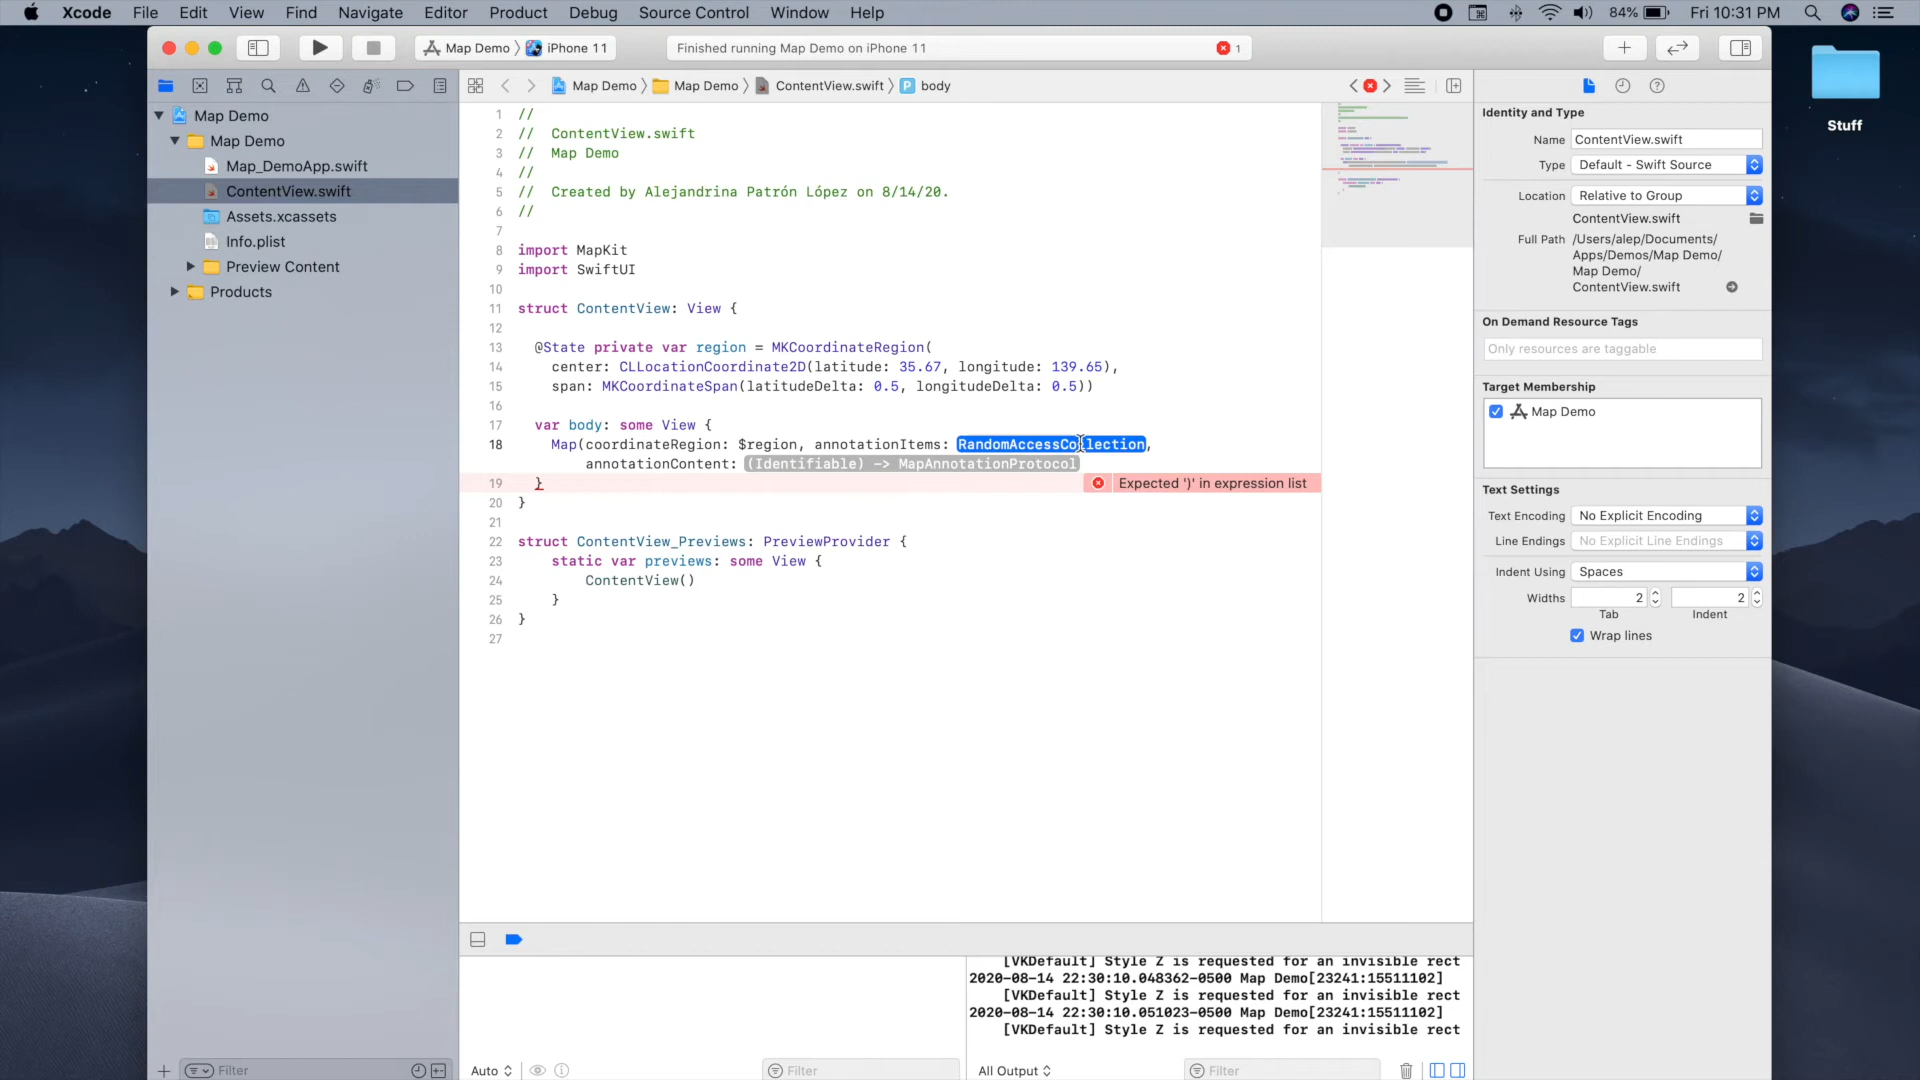 Xcode File Edit View Find Navigate Editor Product Debug Source Control Window Help 84% Fri 10:31 PM
Map Demo iPhone 11 Finished running Map Demo on iPhone 11 1
Stuff
Map Demo Map Demo ContentView.swift body
Map Demo
Map Demo
Map_DemoApp.swift
ContentView.swift
Assets.xcassets
Info.plist
Preview Content
Products
1 //
2 //  ContentView.swift
3 //  Map Demo
4 //
5 //  Created by Alejandrina Patrón López on 8/14/20.
6 //
7
8 import MapKit
9 import SwiftUI
10
11 struct ContentView: View {
12
13 @State private var region = MKCoordinateRegion(
14 center: CLLocationCoordinate2D(latitude: 35.67, longitude: 139.65),
15 span: MKCoordinateSpan(latitudeDelta: 0.5, longitudeDelta: 0.5))
16
17 var body: some View {
18 Map(coordinateRegion: $region, annotationItems: RandomAccessCollection,
annotationContent: (Identifiable) -> MapAnnotationProtocol
19 } Expected ')' in expression list
20 }
21
22 struct ContentView_Previews: PreviewProvider {
23 static var previews: some View {
24 ContentView()
25 }
26 }
27
Identity and Type
Name ContentView.swift
Type Default - Swift Source
Location Relative to Group
ContentView.swift
Full Path /Users/alep/Documents/
Apps/Demos/Map Demo/
Map Demo/
ContentView.swift
On Demand Resource Tags
Only resources are taggable
Target Membership
Map Demo
Text Settings
Text Encoding No Explicit Encoding
Line Endings No Explicit Line Endings
Indent Using Spaces
Widths 2 2
Tab Indent
Wrap lines
[VKDefault] Style Z is requested for an invisible rect
2020-08-14 22:30:10.048362-0500 Map Demo[23241:15511102]
[VKDefault] Style Z is requested for an invisible rect
2020-08-14 22:30:10.051023-0500 Map Demo[23241:15511102]
[VKDefault] Style Z is requested for an invisible rect
Filter Auto Filter All Output Filter